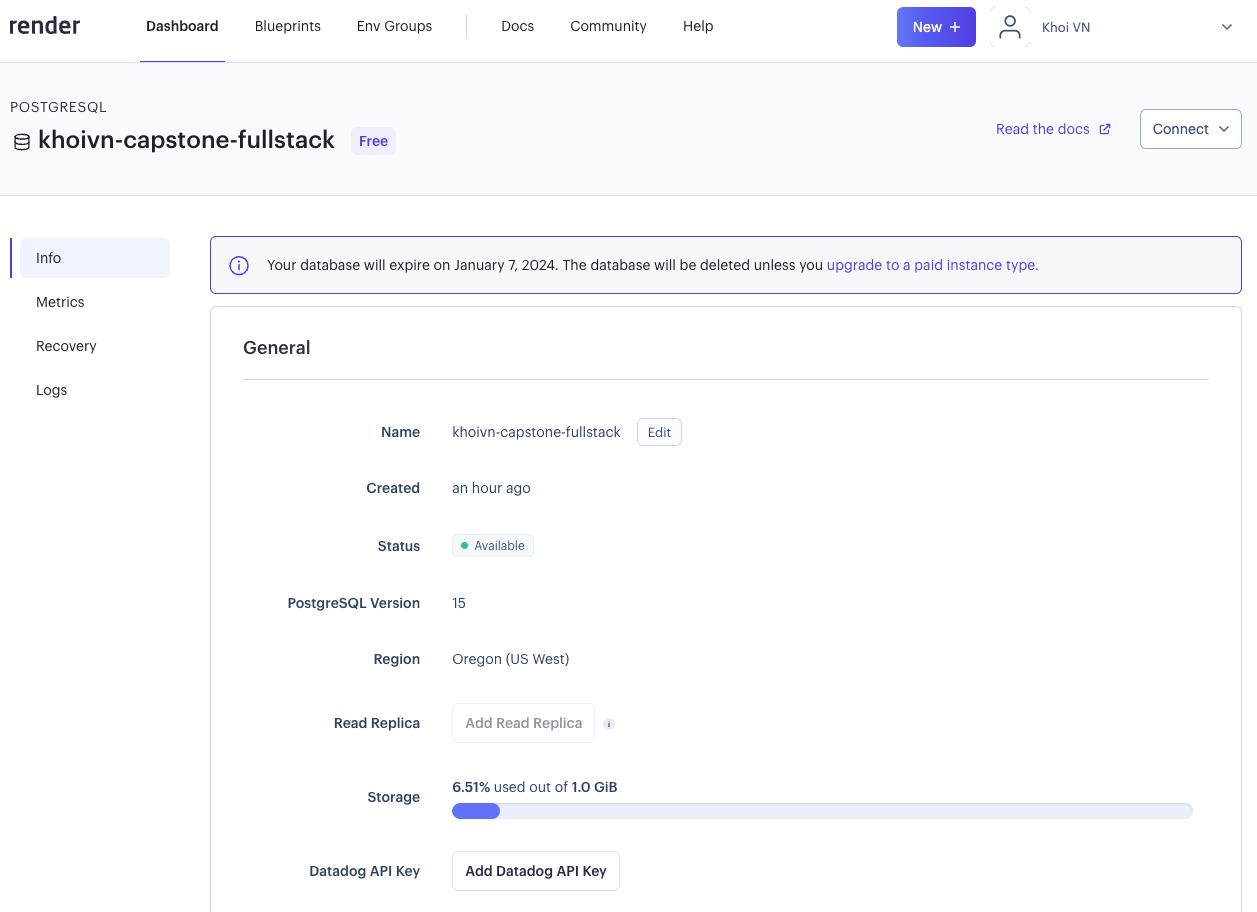 render
Dashboard
Blueprints
Env Groups
Docs
Community
Help
New +
Khoi VN
POSTGRESQL
khoivn-capstone-fullstack
Free
Read the docs
Connect
Info
Metrics
Recovery
Logs
Your database will expire on January 7, 2024. The database will be deleted unless you upgrade to a paid instance type.
General
Name
khoivn-capstone-fullstack
Edit
Created
an hour ago
Status
Available
PostgreSQL Version
15
Region
Oregon (US West)
Read Replica
Add Read Replica
Storage
6.51% used out of 1.0 GiB
Datadog API Key
Add Datadog API Key